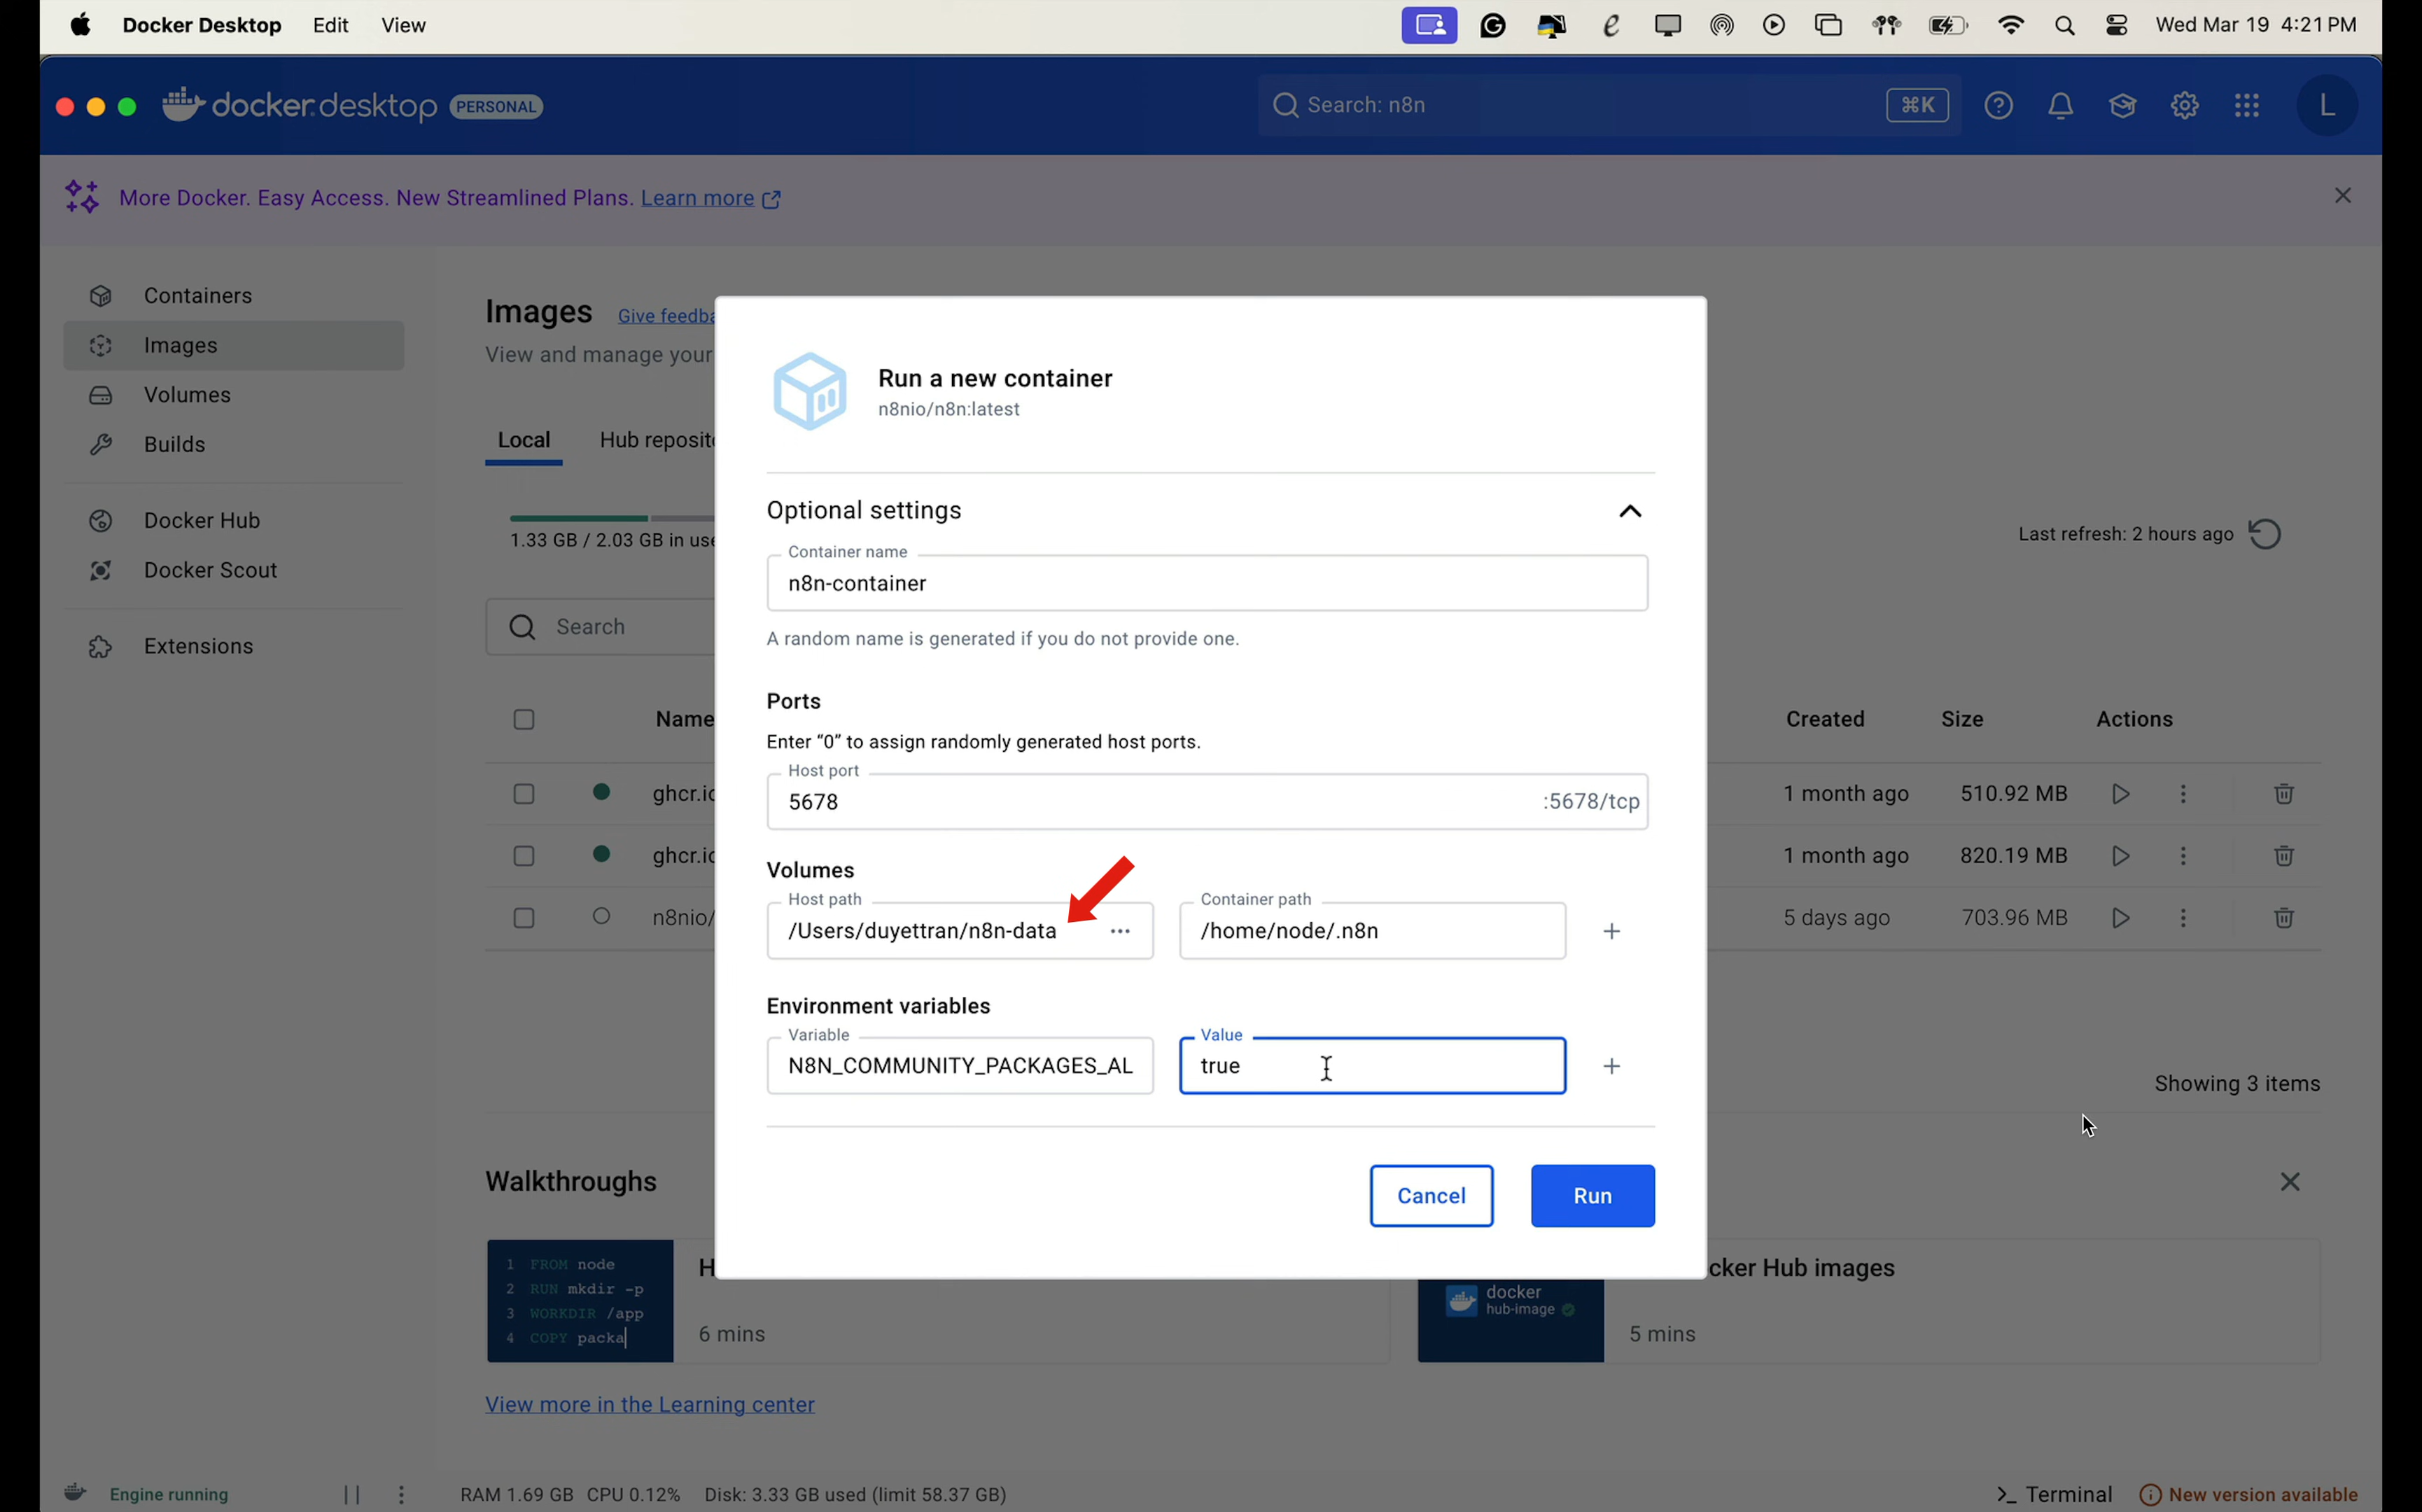 Docker Desktop Edit View Wed Mar 19 4:21 PM
docker.desktop PERSONAL Search: n8n ⌘K L
More Docker. Easy Access. New Streamlined Plans. Learn more
Containers
Images
Volumes
Builds
Docker Hub
Docker Scout
Extensions
Images Give
View and manage your
Local Hub
1.33 GB / 2.03 GB in
Last refresh: 2 hours ago
Search
Name Created Size Actions
1 month ago 510.92 MB
1 month ago 820.19 MB
n8nio/ 5 days ago 703.96 MB
Showing 3 items
Run a new container
n8nio/n8n:latest
Optional settings
Container name
n8n-container
A random name is generated if you do not provide one.
Ports
Enter “0” to assign randomly generated host ports.
Host port
5678 :5678/tcp
Volumes
Host path Container path
/Users/duyettran/n8n-data ... /home/node/.n8n +
Environment variables
Variable Value
N8N_COMMUNITY_PACKAGES_AL true +
Cancel Run
Walkthroughs
1 FROM node
2 RUN mkdir -p
3 WORKDIR /app
4 COPY packa
6 mins
docker
hub-image
cker Hub images
5 mins
View more in the Learning center
Engine running RAM 1.69 GB CPU 0.12% Disk: 3.33 GB used (limit 58.37 GB) >_ Terminal New version available